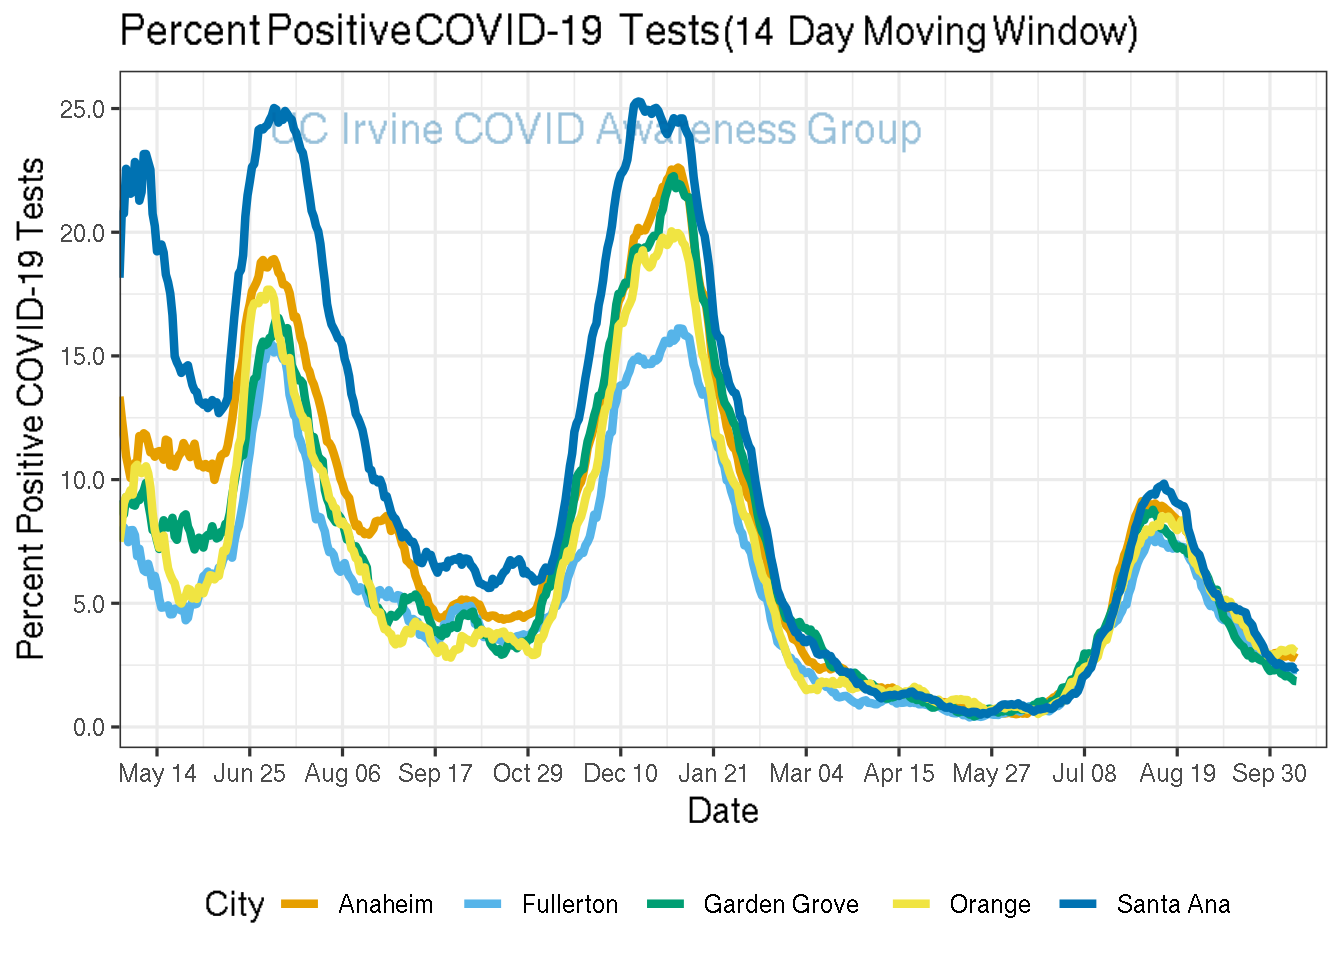 Percent Positive COVID-19 Tests (14 Day Moving Window)
UC Irvine COVID Awareness Group
Percent Positive COVID-19 Tests
25.0
20.0
15.0
10.0
5.0
0.0
May 14 Jun 25 Aug 06 Sep 17 Oct 29 Dec 10 Jan 21 Mar 04 Apr 15 May 27 Jul 08 Aug 19 Sep 30
Date
City Anaheim Fullerton Garden Grove Orange Santa Ana